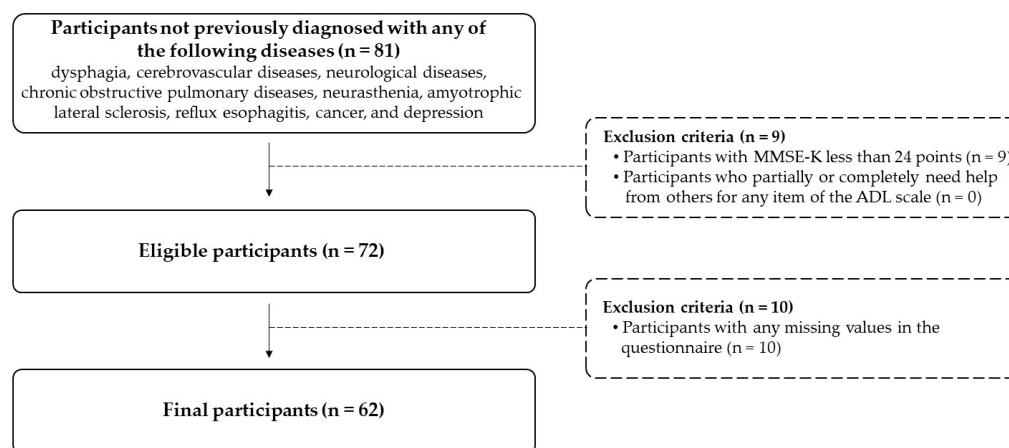 Participants not previously diagnosed with any of
the following diseases (n = 81)
dysphagia, cerebrovascular diseases, neurological diseases,
chronic obstructive pulmonary diseases, neurasthenia, amyotrophic
lateral sclerosis, reflux esophagitis, cancer, and depression
Exclusion criteria (n = 9)
• Participants with MMSE-K less than 24 points (n = 9)
• Participants who partially or completely need help
from others for any item of the ADL scale (n = 0)
Eligible participants (n = 72)
Exclusion criteria (n = 10)
• Participants with any missing values in the
questionnaire (n = 10)
Final participants (n = 62)